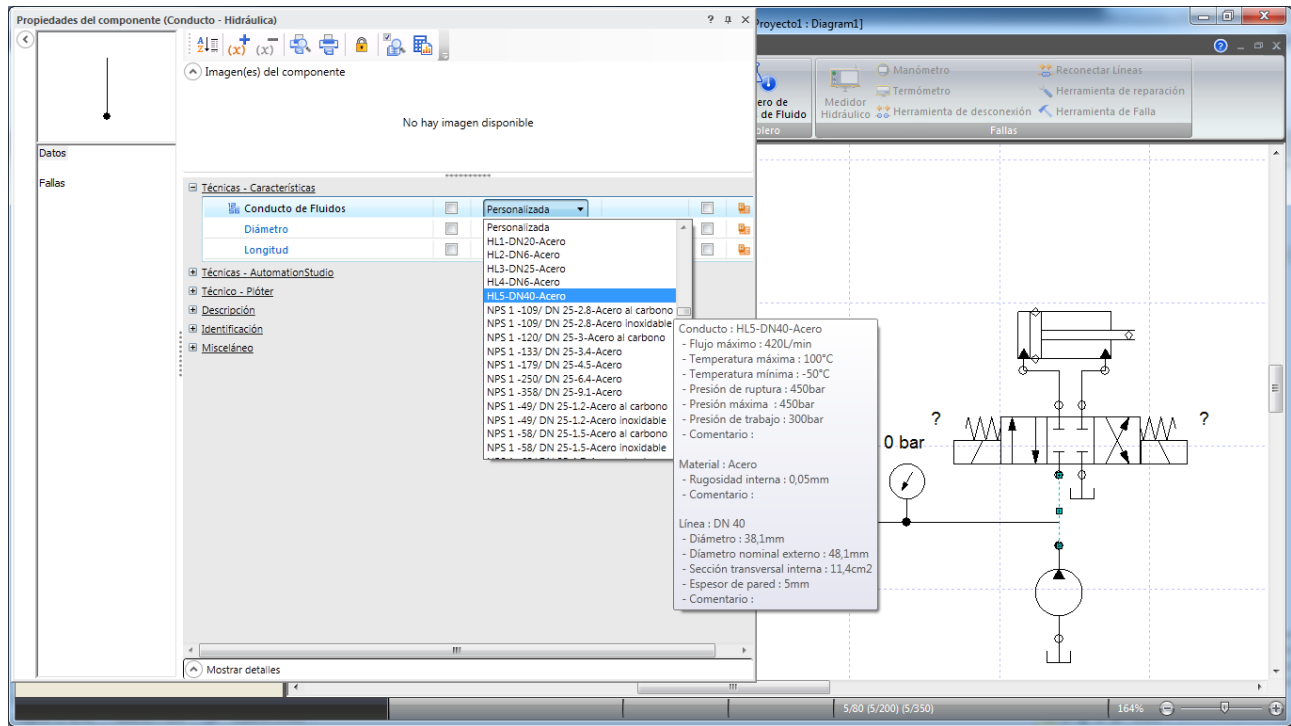 Propiedades del componente (Conducto - Hidráulica)
Proyecto1 : Diagram1]
Imagen(es) del componente
No hay imagen disponible
Datos
Fallas
Técnicas - Características
Conducto de Fluidos
Personalizada
Diámetro
Longitud
Personalizada
HL1-DN20-Acero
HL2-DN6-Acero
HL3-DN25-Acero
HL4-DN6-Acero
HL5-DN40-Acero
NPS 1 -109/ DN 25-2.8-Acero al carbono
NPS 1 -109/ DN 25-2.8-Acero inoxidable
NPS 1 -120/ DN 25-3-Acero al carbono
NPS 1 -133/ DN 25-3.4-Acero
NPS 1 -179/ DN 25-4.5-Acero
NPS 1 -250/ DN 25-6.4-Acero
NPS 1 -358/ DN 25-9.1-Acero
NPS 1 -49/ DN 25-1.2-Acero al carbono
NPS 1 -49/ DN 25-1.2-Acero inoxidable
NPS 1 -58/ DN 25-1.5-Acero al carbono
NPS 1 -58/ DN 25-1.5-Acero inoxidable
Técnicas - AutomationStudio
Técnico - Plóter
Descripción
Identificación
Misceláneo
Conducto : HL5-DN40-Acero
- Flujo máximo : 420L/min
- Temperatura máxima : 100°C
- Temperatura mínima : -50°C
- Presión de ruptura : 450bar
- Presión máxima : 450bar
- Presión de trabajo : 300bar
- Comentario :
Material : Acero
- Rugosidad interna : 0,05mm
- Comentario :
Línea : DN 40
- Diámetro : 38,1mm
- Díametro nominal externo : 48,1mm
- Sección transversal interna : 11,4cm2
- Espesor de pared : 5mm
- Comentario :
Mostrar detalles
ero de
de Fluido
Medidor
Hidráulico
Manómetro
Termómetro
Herramienta de desconexión
Reconectar Líneas
Herramienta de reparación
Herramienta de Falla
Fallas
? ?
0 bar
5/80 (5/200) (5/350)
164%